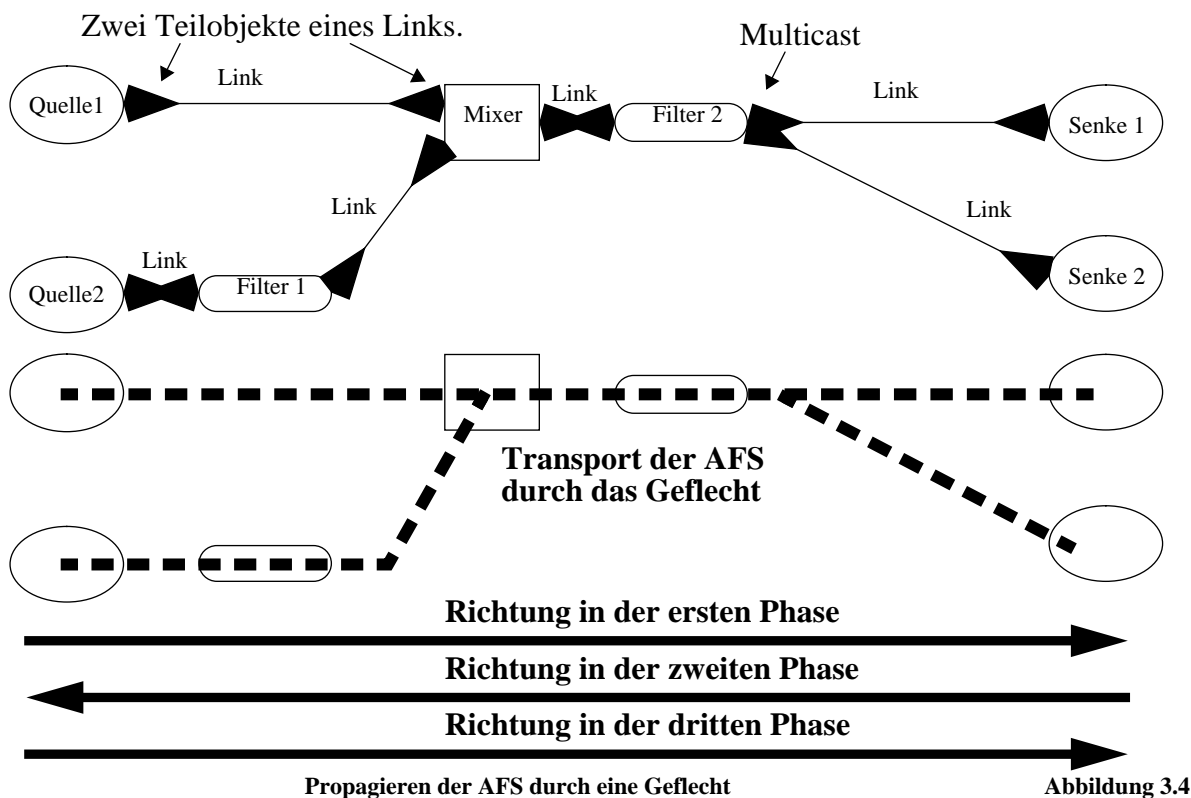 Zwei Teilobjekte eines Links.
Multicast
Link
Link
Link
Quelle1
Mixer
Filter 2
Senke 1
Link
Link
Link
Quelle2
Filter 1
Senke 2
Transport der AFS
durch das Geflecht
Richtung in der ersten Phase
Richtung in der zweiten Phase
Richtung in der dritten Phase
Propagieren der AFS durch eine Geflecht
Abbildung 3.4